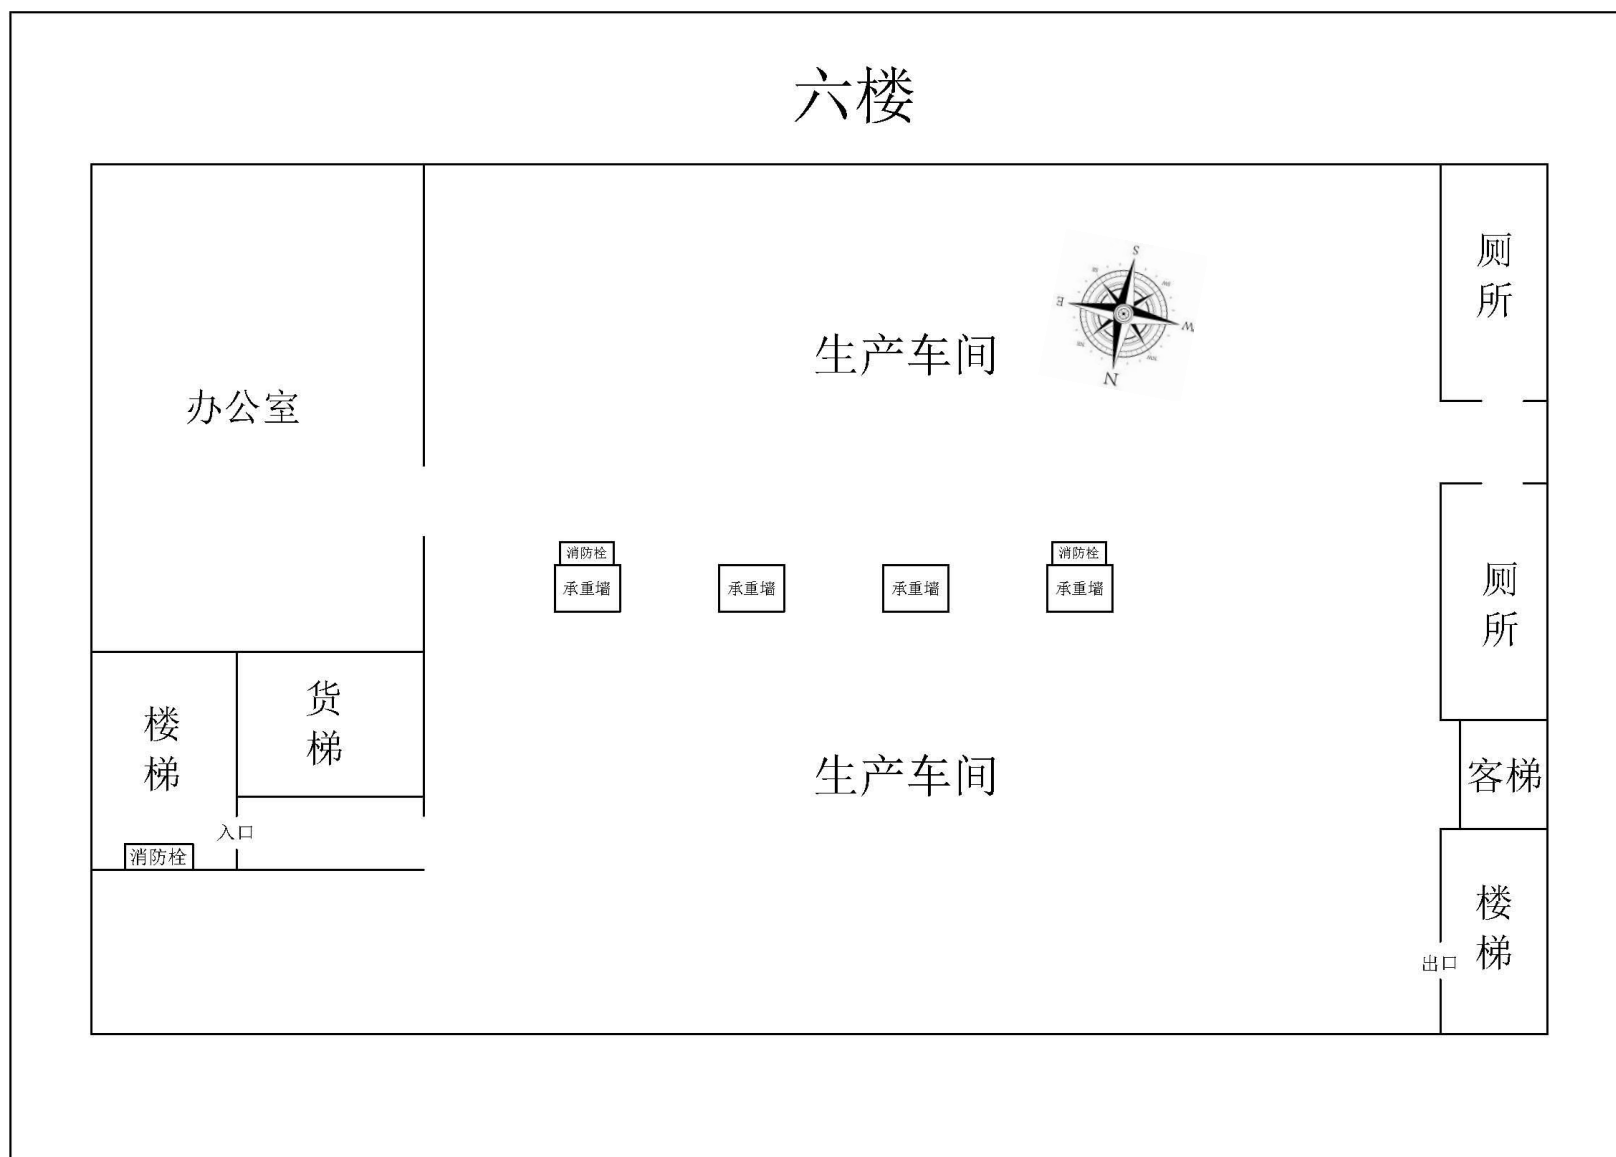 六楼
厕所
S
E
W
N
生产车间
办公室
消防栓
承重墙
承重墙
承重墙
消防栓
承重墙
厕所
货梯
楼梯
生产车间
客梯
入口
消防栓
楼梯
出口